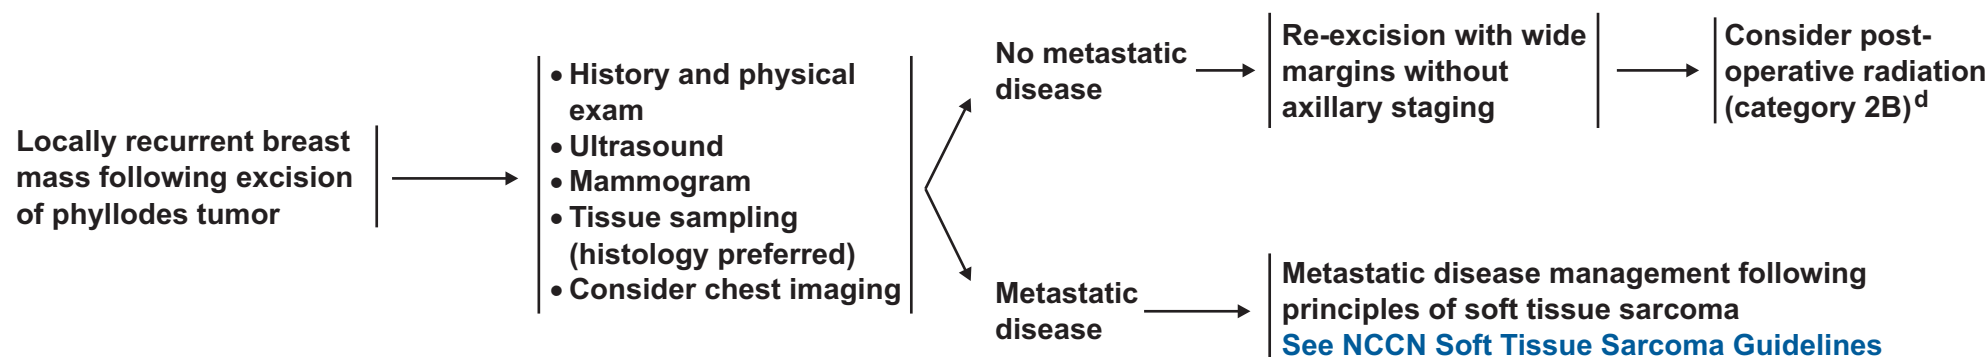 Locally recurrent breast
mass following excision
of phyllodes tumor
• History and physical
exam
• Ultrasound
• Mammogram
• Tissue sampling
(histology preferred)
• Consider chest imaging
No metastatic
disease
Re-excision with wide
margins without
axillary staging
Consider post-
operative radiation
(category 2B)d
Metastatic
disease
Metastatic disease management following
principles of soft tissue sarcoma
See NCCN Soft Tissue Sarcoma Guidelines